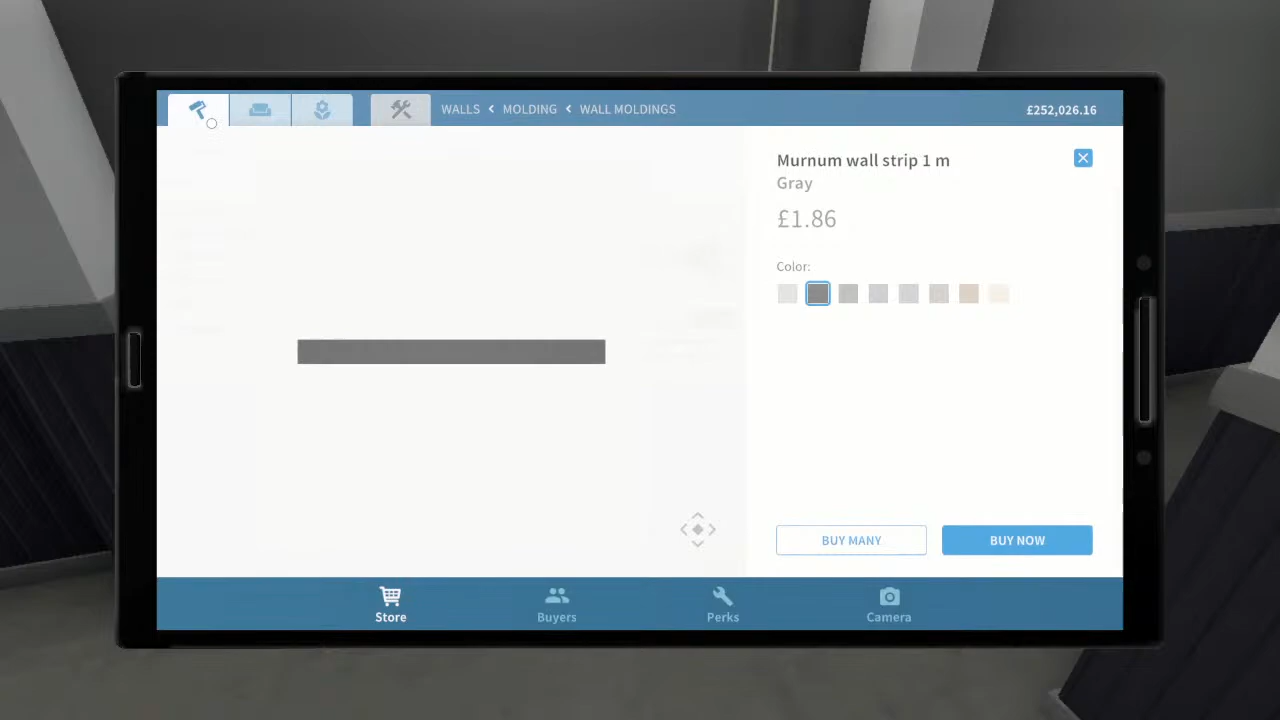 WALLS < MOLDING < WALL MOLDINGS
£252,026.16
Murnum wall strip 1 m
Gray
£1.86
Color:
BUY MANY
BUY NOW
Store
Buyers
Perks
Camera